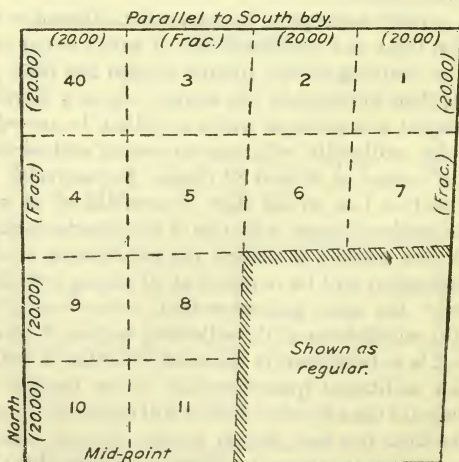 Parallel to South bdy.
(20.00) (Frac.) (20.00) (20.00)
(20.00) 40 3 2 1 (20.00)
(Frac.) 4 5 6 7 (Frac.)
9 8
Shown as
regular.
North (20.00) 10 11
Mid-point